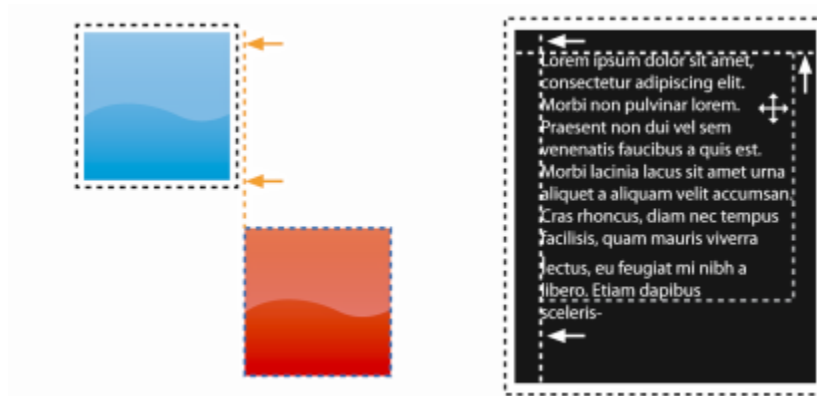 Lorem ipsum dolor sit amet,
consectetur adipiscing elit.
Morbi non pulvinar lorem.
Praesent non dui vel sem
venenatis faucibus a quis est.
Morbi lacinia lacus sit amet urna
aliquet a aliquam velit accumsan.
Cras rhoncus, diam nec tempus
facilisis, quam mauris viverra
lectus, eu feugiat mi nibh a
libero. Etiam dapibus
sceleris-